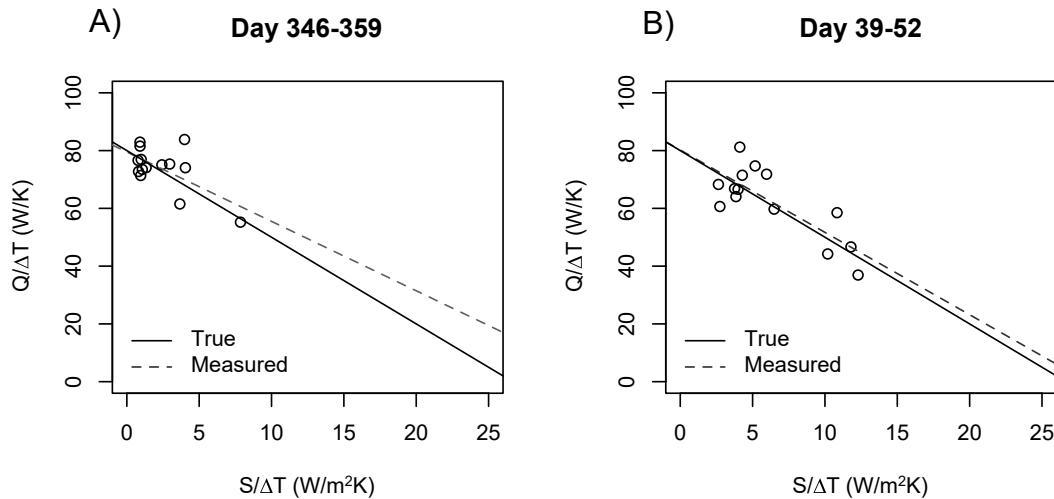 A) Day 346-359
Q/ΔT (W/K)
100
80
60
40
20
0
True
Measured
0 5 10 15 20 25
S/ΔT (W/m²K)
B) Day 39-52
Q/ΔT (W/K)
100
80
60
40
20
0
True
Measured
0 5 10 15 20 25
S/ΔT (W/m²K)